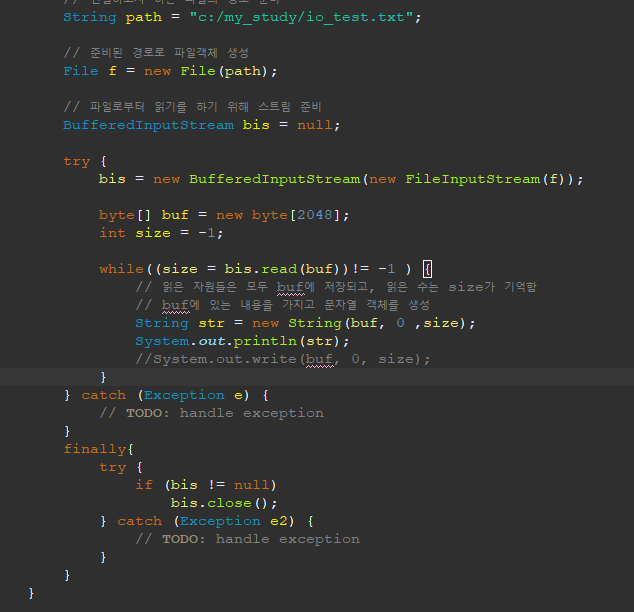 String path = "c:/my_study/io_test.txt";
// 준비된 경로로 파일객체 생성
File f = new File(path);
// 파일로부터 읽기를 하기 위해 스트림 준비
BufferedInputStream bis = null;
try {
bis = new BufferedInputStream(new FileInputStream(f));
byte[] buf = new byte[2048];
int size = -1;
while((size = bis.read(buf))!= -1 ) {
// 읽은 자원들은 모두 buf에 저장되고, 읽은 수는 size가 기억함
// buf에 있는 내용을 가지고 문자열 객체를 생성
String str = new String(buf, 0 ,size);
System.out.println(str);
//System.out.write(buf, 0, size);
}
} catch (Exception e) {
// TODO: handle exception
}
finally{
try {
if (bis != null)
bis.close();
} catch (Exception e2) {
// TODO: handle exception
}
}
}